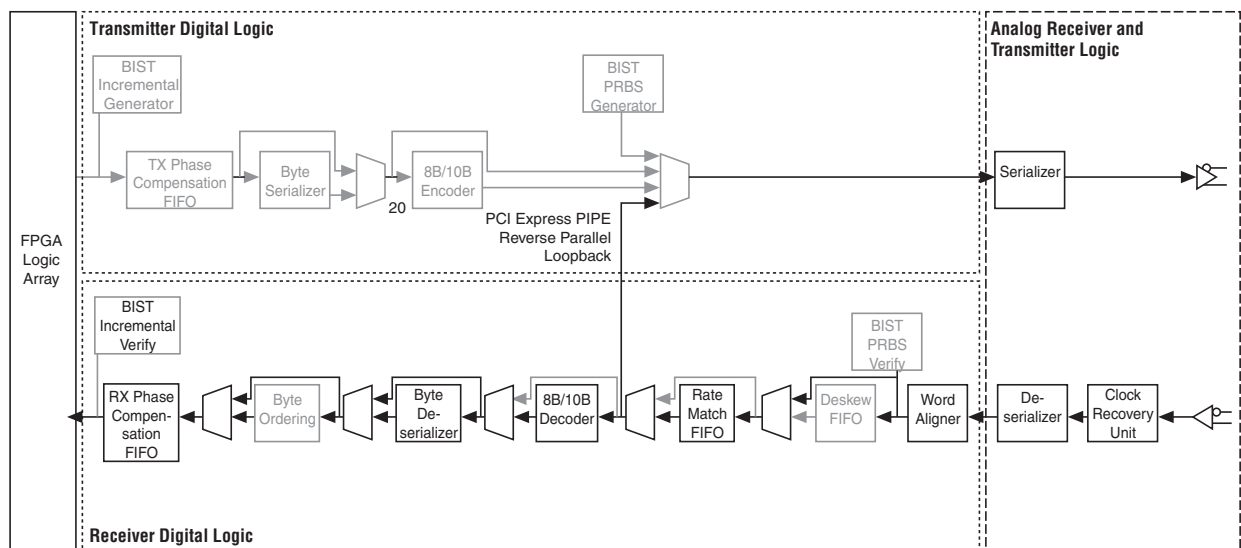 Transmitter Digital Logic
Analog Receiver and
Transmitter Logic
BIST
Incremental
Generator
BIST
PRBS
Generator
TX Phase
Compensation
FIFO
Byte
Serializer
20
8B/10B
Encoder
Serializer
PCI Express PIPE
Reverse Parallel
Loopback
FPGA
Logic
Array
BIST
Incremental
Verify
BIST
PRBS
Verify
RX Phase
Compen-
sation
FIFO
Byte
Ordering
Byte
De-
serializer
8B/10B
Decoder
Rate
Match
FIFO
Deskew
FIFO
Word
Aligner
De-
serializer
Clock
Recovery
Unit
Receiver Digital Logic